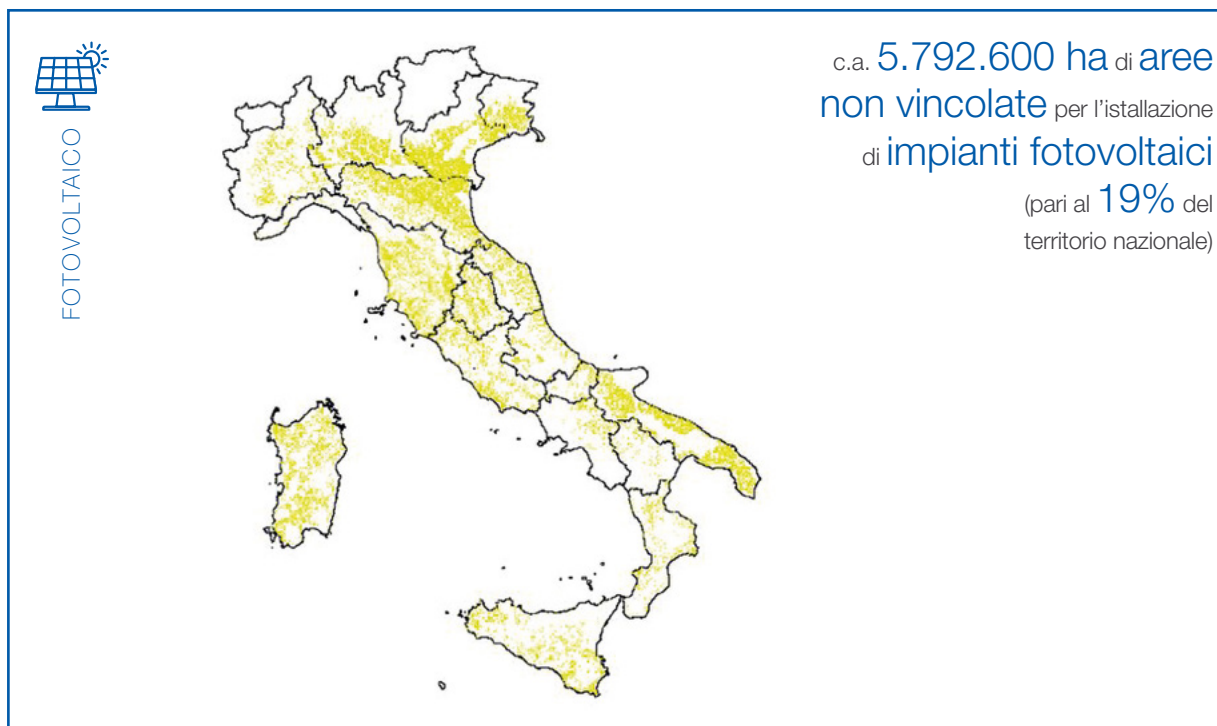 FOTOVOLTAICO
c.a. 5.792.600 ha di aree
non vincolate per l'istallazione
di impianti fotovoltaici
(pari al 19% del
territorio nazionale)